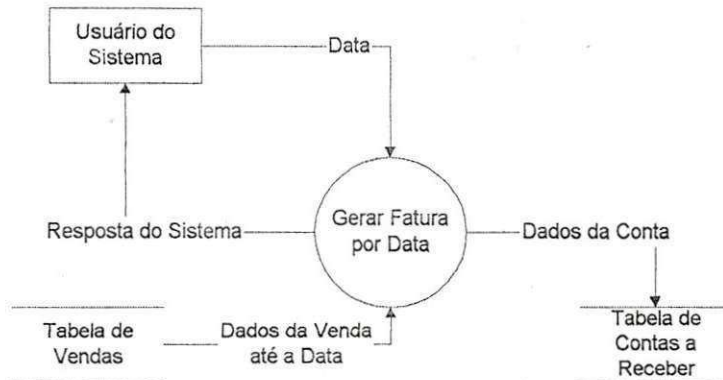 Usuário do
Sistema
Data
Gerar Fatura
por Data
Resposta do Sistema
Dados da Conta
Tabela de
Vendas
Dados da Venda
até a Data
Tabela de
Contas a
Receber